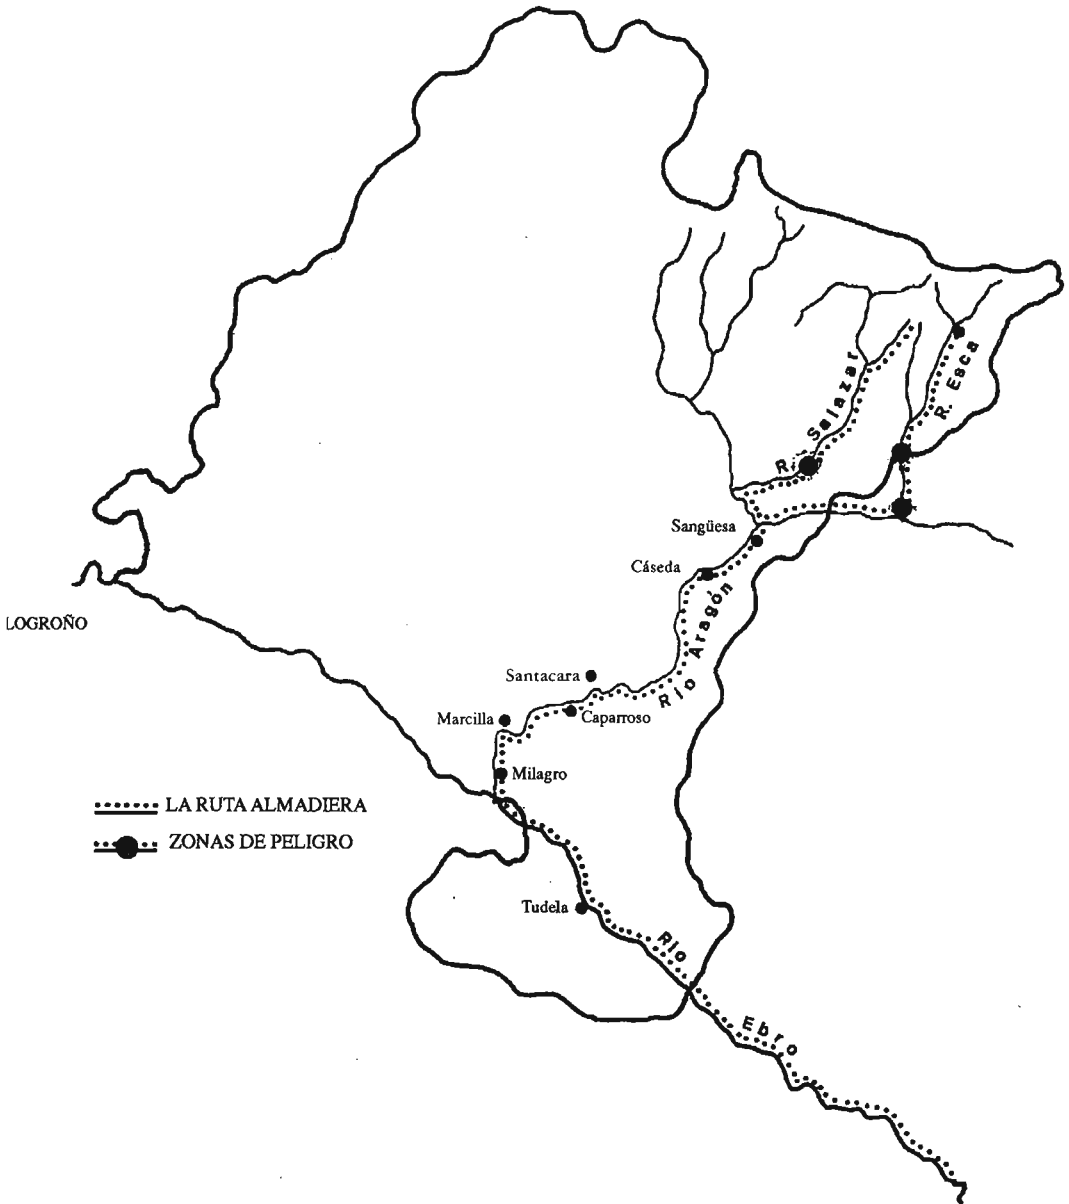 R. Esca
R. Salazar
Sangüesa
Cáseda
Río Aragón
LOGROÑO
Santacara
Marcilla
Caparroso
Milagro
LA RUTA ALMADIERA
ZONAS DE PELIGRO
Tudela
Río
Ebro